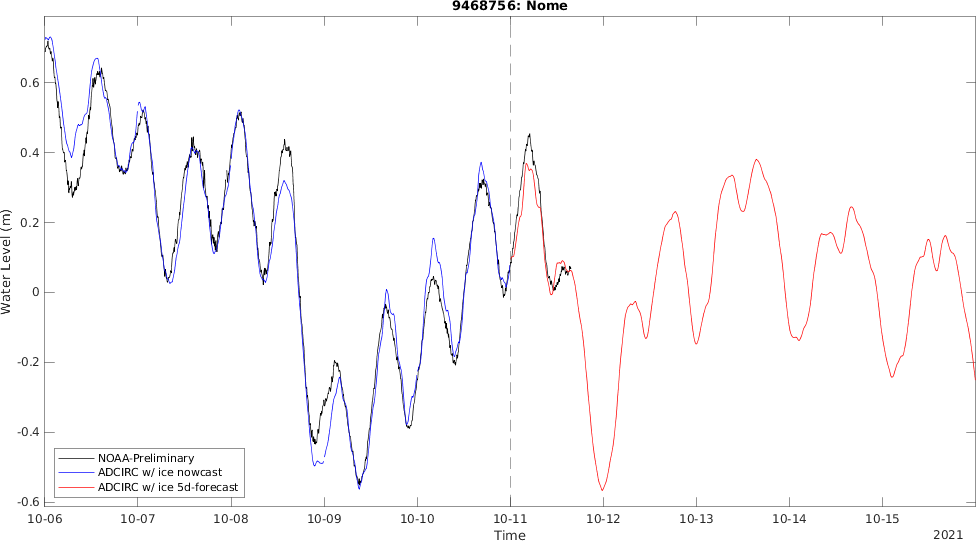 9468756: Nome
Water Level (m)
0.6
0.4
0.2
0
-0.2
-0.4
-0.6
NOAA-Preliminary
ADCIRC w/ ice nowcast
ADCIRC w/ ice 5d-forecast
10-06 10-07 10-08 10-09 10-10 10-11 10-12 10-13 10-14 10-15
Time
2021